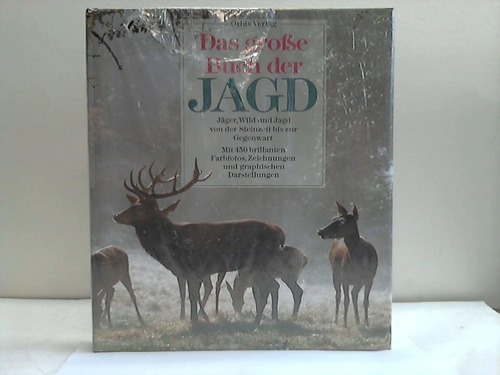 Orbis Verlag
Das große
Buch der
JAGD
Jäger, Wild und Jagd
von der Steinzeit bis zur
Gegenwart
Mit 450 brillanten
Farbfotos, Zeichnungen
und graphischen
Darstellungen